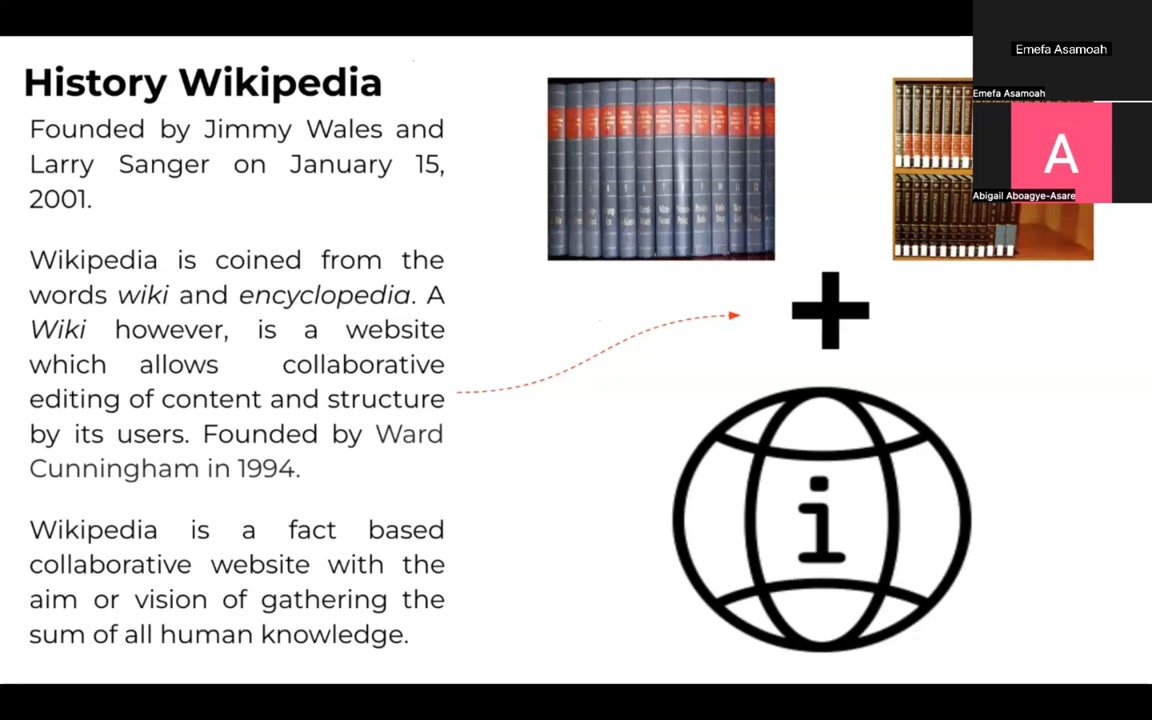 History Wikipedia
Founded by Jimmy Wales and
Larry Sanger on January 15,
2001.
Wikipedia is coined from the
words wiki and encyclopedia. A
Wiki however, is a website
which allows collaborative
editing of content and structure
by its users. Founded by Ward
Cunningham in 1994.
Wikipedia is a fact based
collaborative website with the
aim or vision of gathering the
sum of all human knowledge.
i
Emefa Asamoah
Emefa Asamoah
A
Abigail Aboagye-Asare